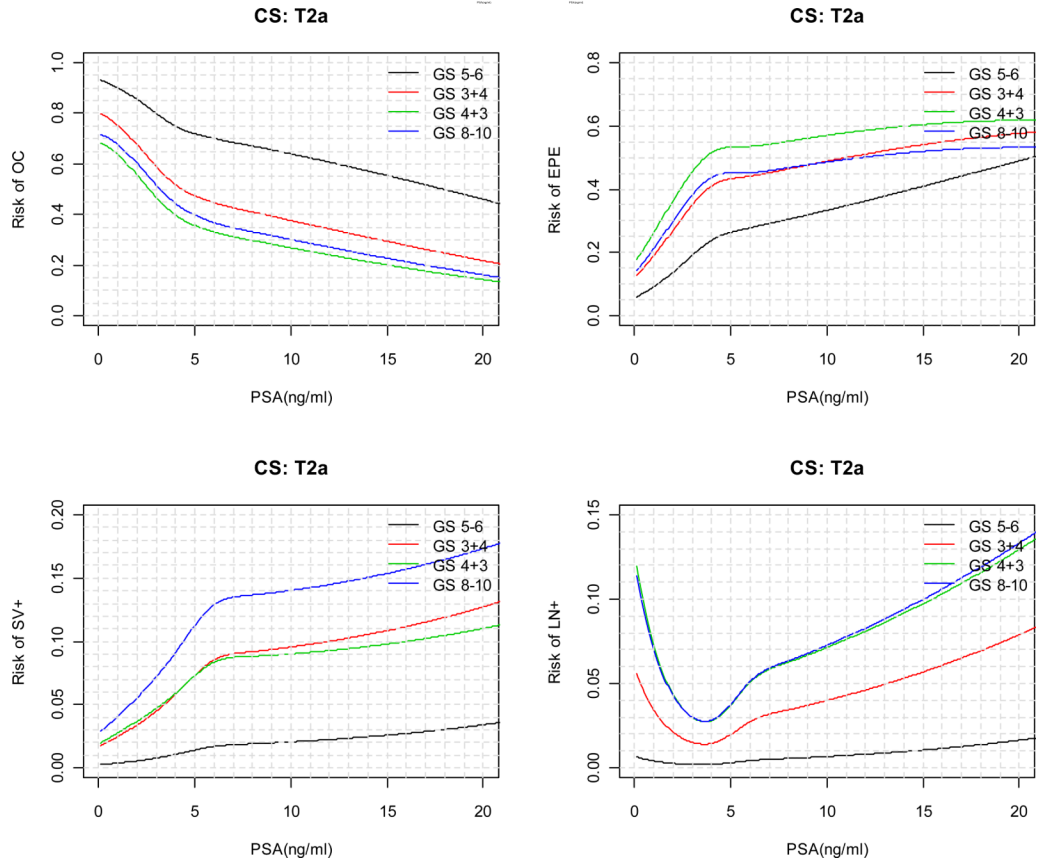 CS: T2a
Risk of OC
1.0
0.8
0.6
0.4
0.2
0.0
GS 5-6
GS 3+4
GS 4+3
GS 8-10
0 5 10 15 20
PSA(ng/ml)
CS: T2a
Risk of EPE
0.8
0.6
0.4
0.2
0.0
GS 5-6
GS 3+4
GS 4+3
GS 8-10
0 5 10 15 20
PSA(ng/ml)
CS: T2a
Risk of SV+
0.20
0.15
0.10
0.05
0.00
GS 5-6
GS 3+4
GS 4+3
GS 8-10
0 5 10 15 20
PSA(ng/ml)
CS: T2a
Risk of LN+
0.15
0.10
0.05
0.00
GS 5-6
GS 3+4
GS 4+3
GS 8-10
0 5 10 15 20
PSA(ng/ml)